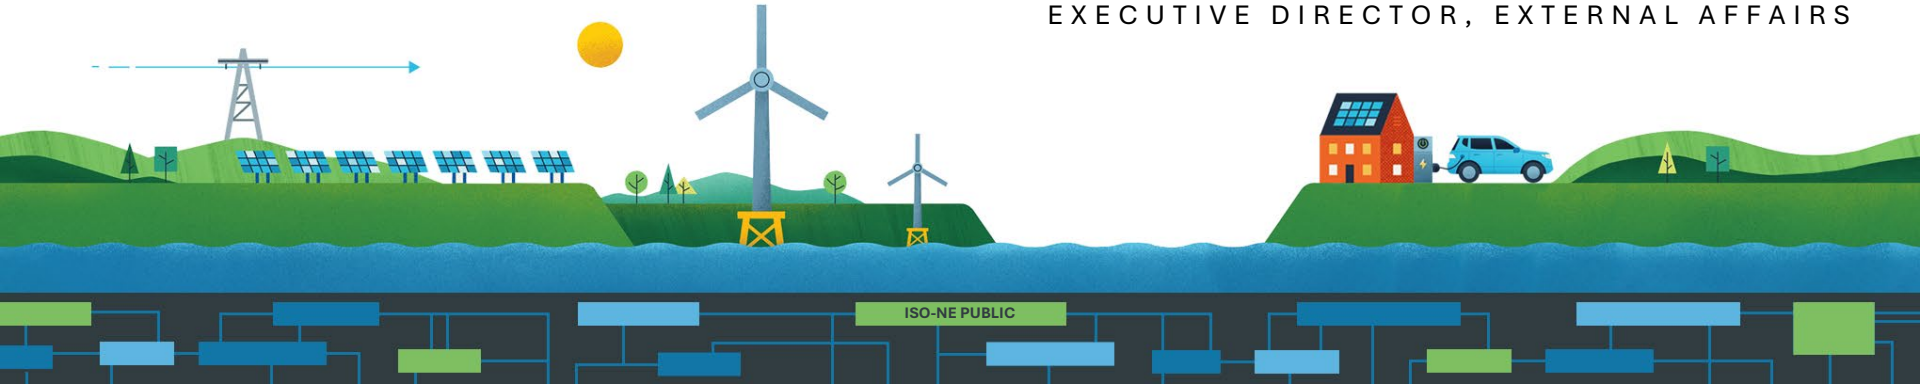 EXECUTIVE DIRECTOR, EXTERNAL AFFAIRS
ISO-NE PUBLIC